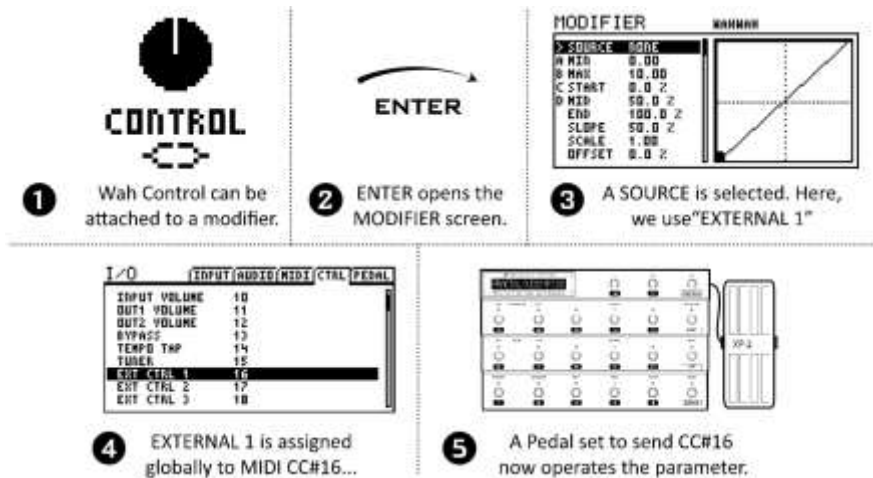 CONTROL
1 Wah Control can be
attached to a modifier.
ENTER
2 ENTER opens the
MODIFIER screen.
MODIFIER WAHWAH
> SOURCE NONE
A MIN 0.00
B MAX 10.00
C START 0.0 %
D MID 50.0 %
END 100.0 %
SLOPE 50.0 %
SCALE 1.00
OFFSET 0.0 %
3 A SOURCE is selected. Here,
we use"EXTERNAL 1"
I/O INPUT AUDIO MIDI CTRL PEDAL
INPUT VOLUME 10
OUT1 VOLUME 11
OUT2 VOLUME 12
BYPASS 13
TEMPO TAP 14
TUNER 15
EXT CTRL 1 16
EXT CTRL 2 17
EXT CTRL 3 18
4 EXTERNAL 1 is assigned
globally to MIDI CC#16...
5 A Pedal set to send CC#16
now operates the parameter.